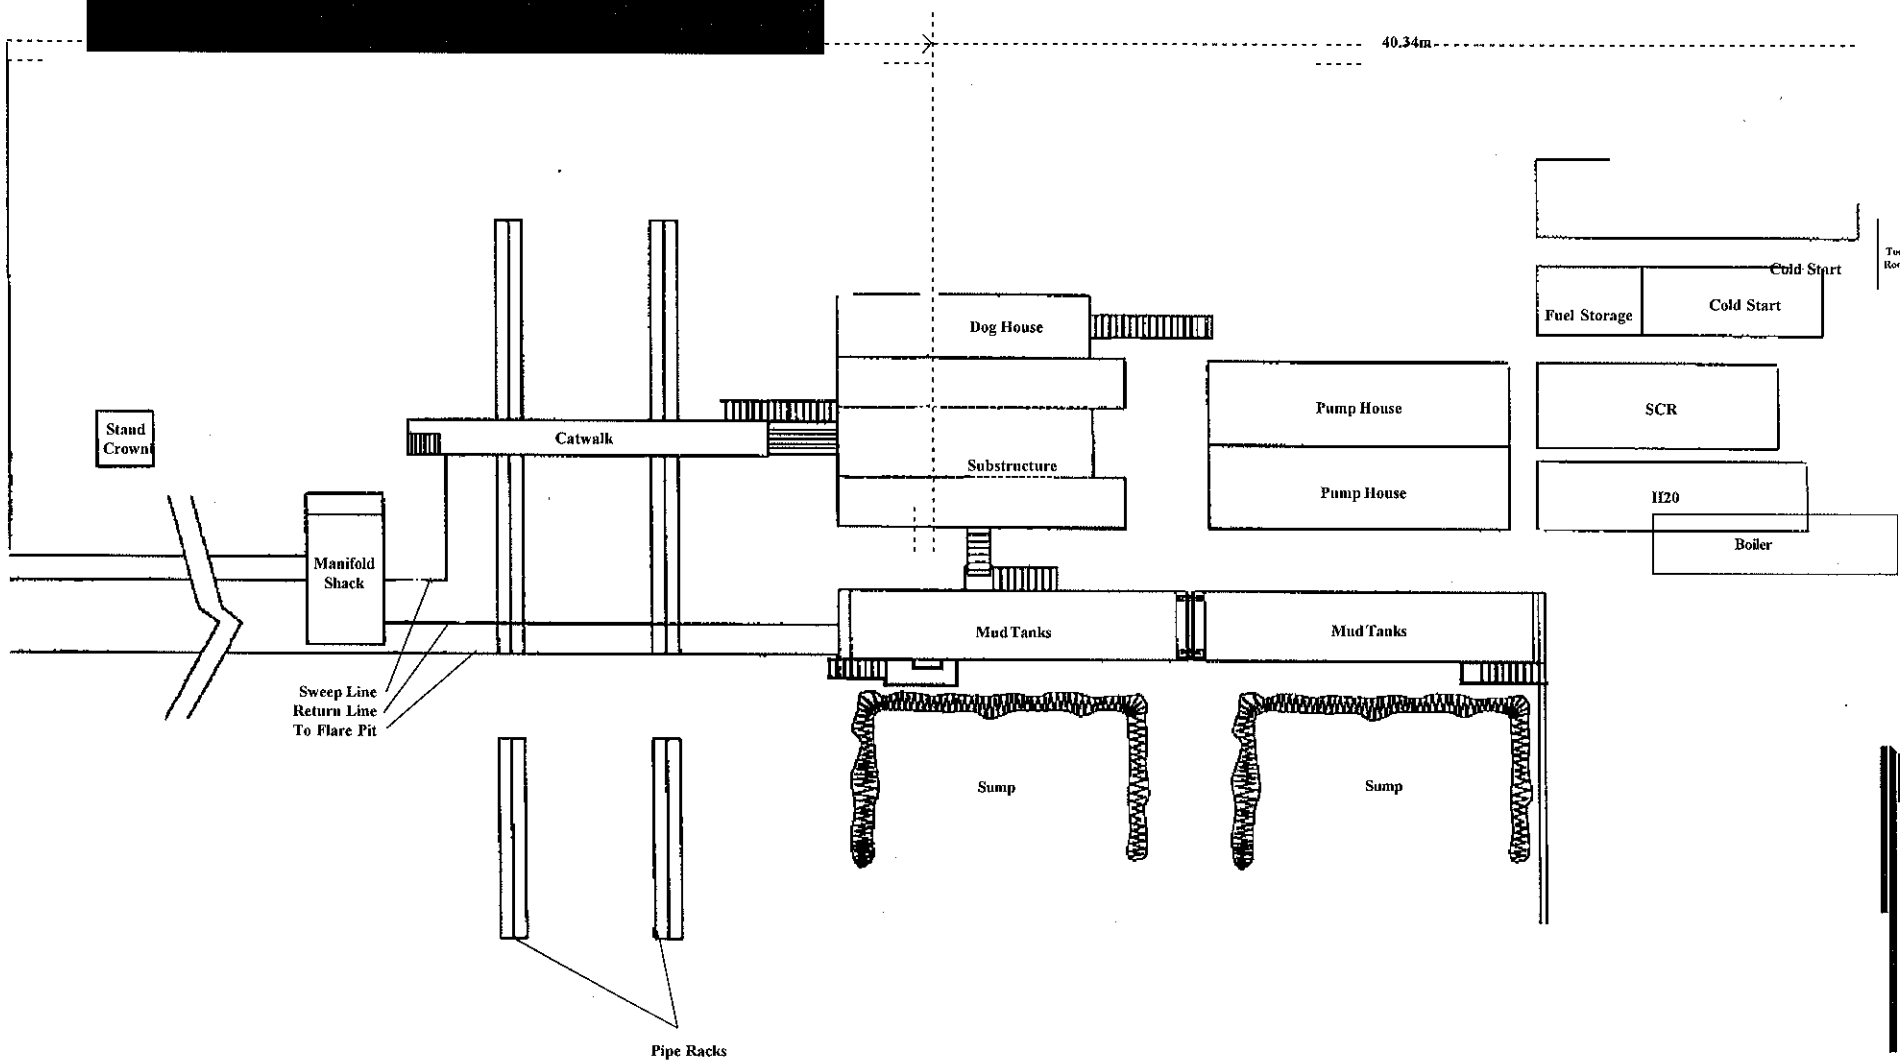 40.34m
Cold Start
Fuel Storage
Cold Start
Dog House
Pump House
SCR
Stand
Crown
Catwalk
Substructure
Pump House
H20
Boiler
Manifold
Shack
Mud Tanks
Mud Tanks
Sweep Line
Return Line
To Flare Pit
Sump
Sump
Pipe Racks